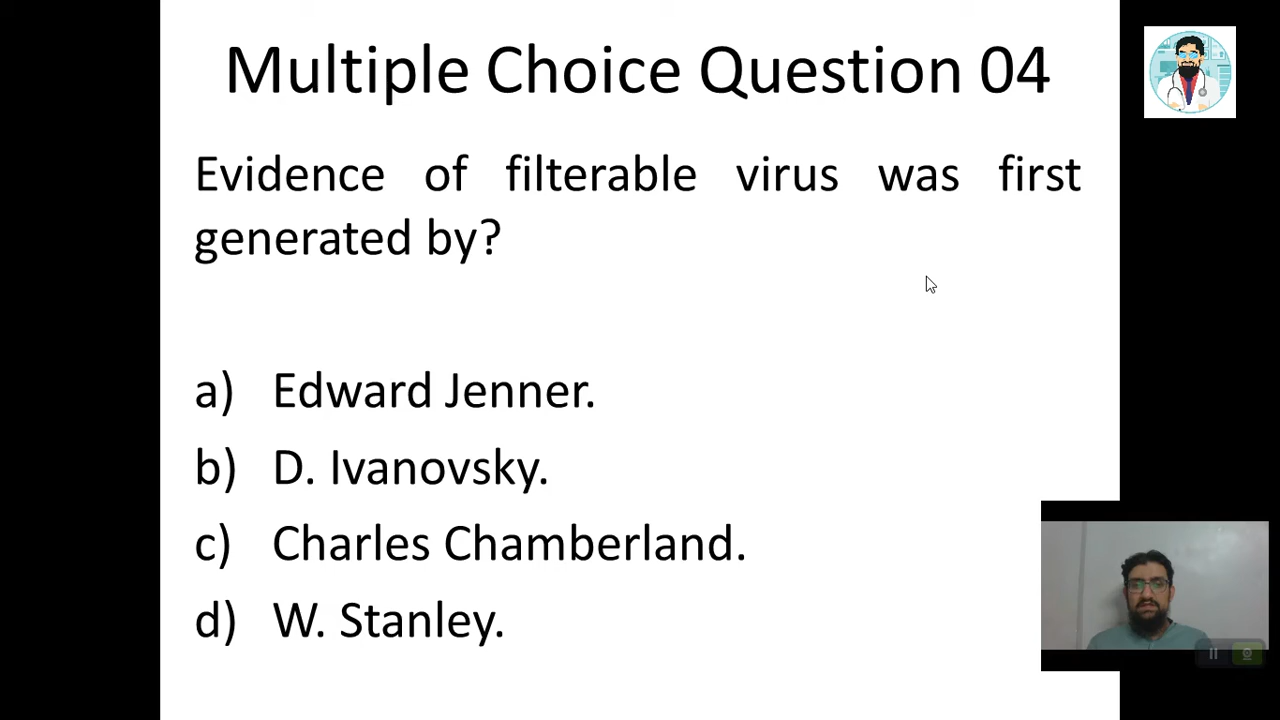 Multiple Choice Question 04
Evidence of filterable virus was first
generated by?
a) Edward Jenner.
b) D. Ivanovsky.
c) Charles Chamberland.
d) W. Stanley.